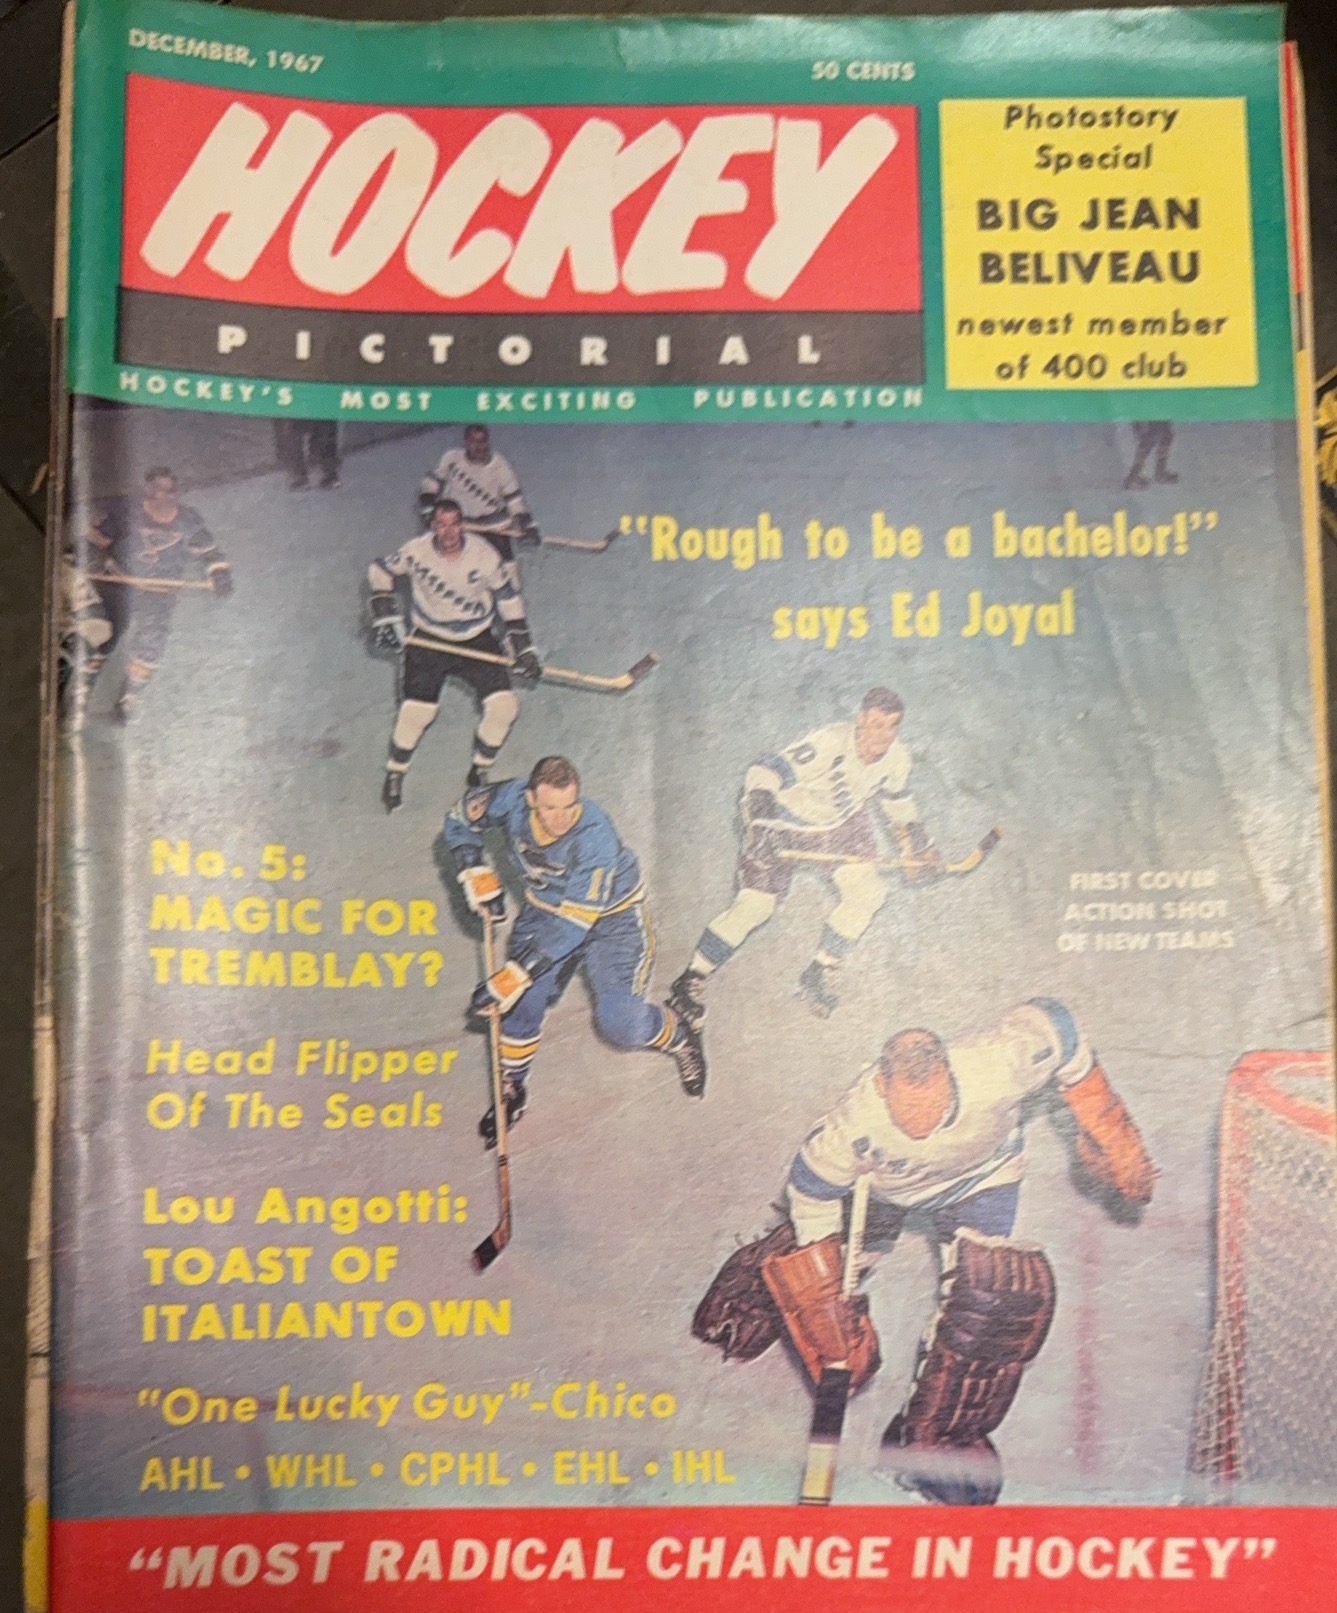 DECEMBER, 1967
50 CENTS
HOCKEY
PICTORIAL
HOCKEY'S MOST EXCITING PUBLICATION
Photostory
Special
BIG JEAN
BELIVEAU
newest member
of 400 club
"Rough to be a bachelor!"
says Ed Joyal
No. 5:
MAGIC FOR
TREMBLAY?
FIRST COVER
ACTION SHOT
OF NEW TEAMS
Head Flipper
Of The Seals
Lou Angotti:
TOAST OF
ITALIANTOWN
"One Lucky Guy"-Chico
AHL • WHL • CPHL • EHL • IHL
"MOST RADICAL CHANGE IN HOCKEY"